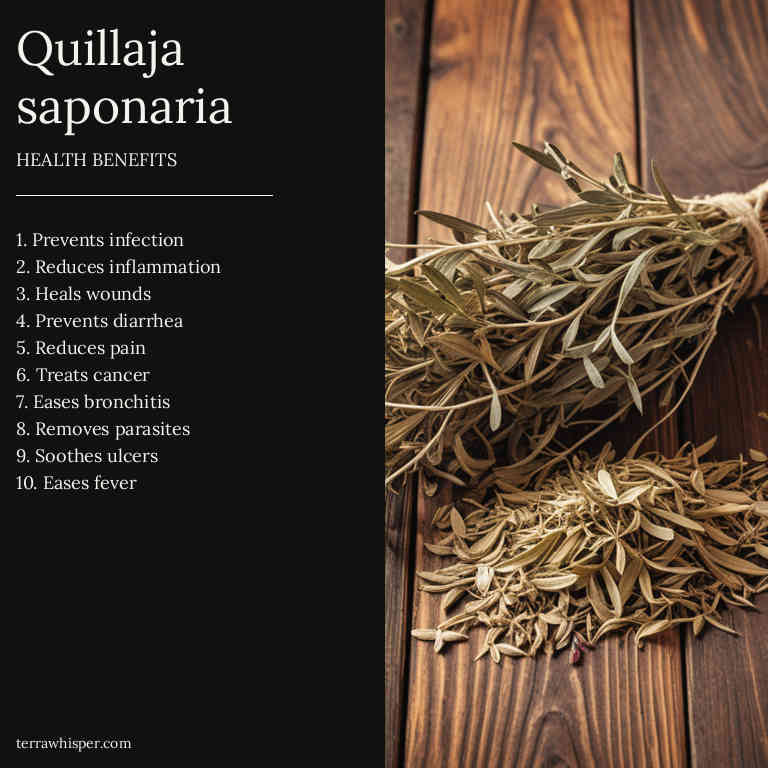 Quillaja
saponaria
HEALTH BENEFITS
1. Prevents infection
2. Reduces inflammation
3. Heals wounds
4. Prevents diarrhea
5. Reduces pain
6. Treats cancer
7. Eases bronchitis
8. Removes parasites
9. Soothes ulcers
10. Eases fever
terrawhisper.com